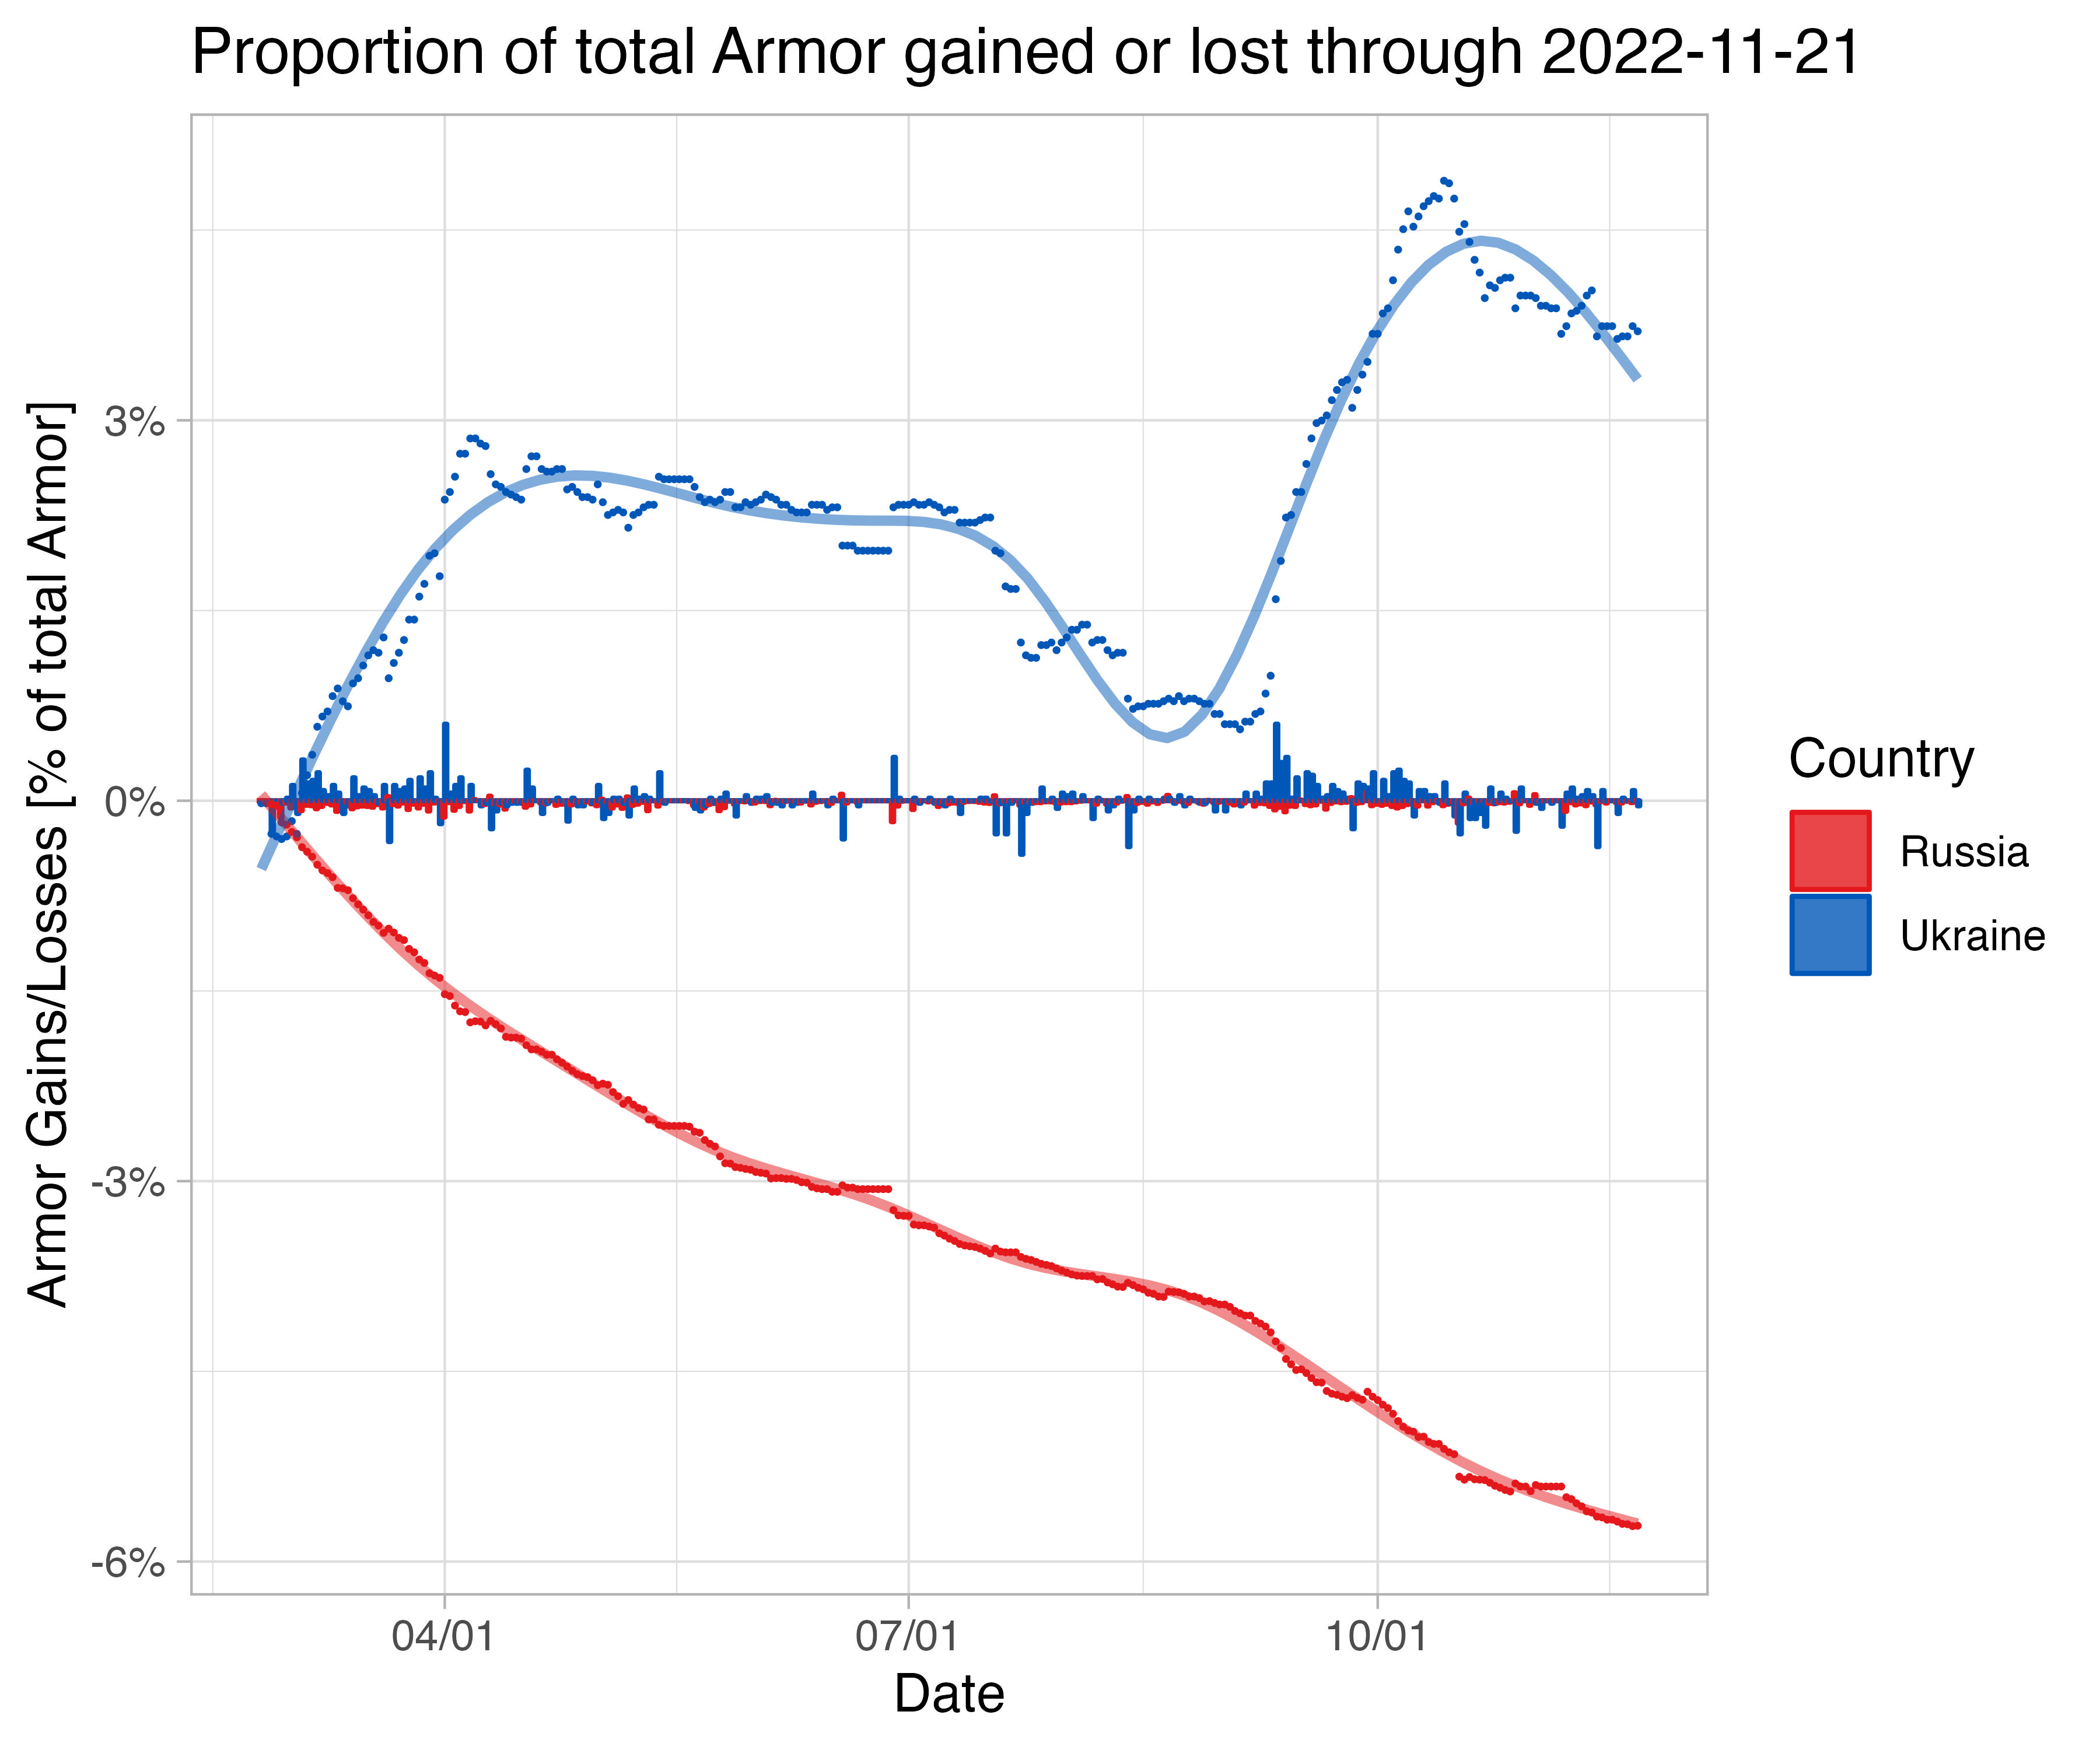 Proportion of total Armor gained or lost through 2022-11-21
Armor Gains/Losses [% of total Armor]
3%
0%
-3%
-6%
04/01
07/01
10/01
Date
Country
Russia
Ukraine